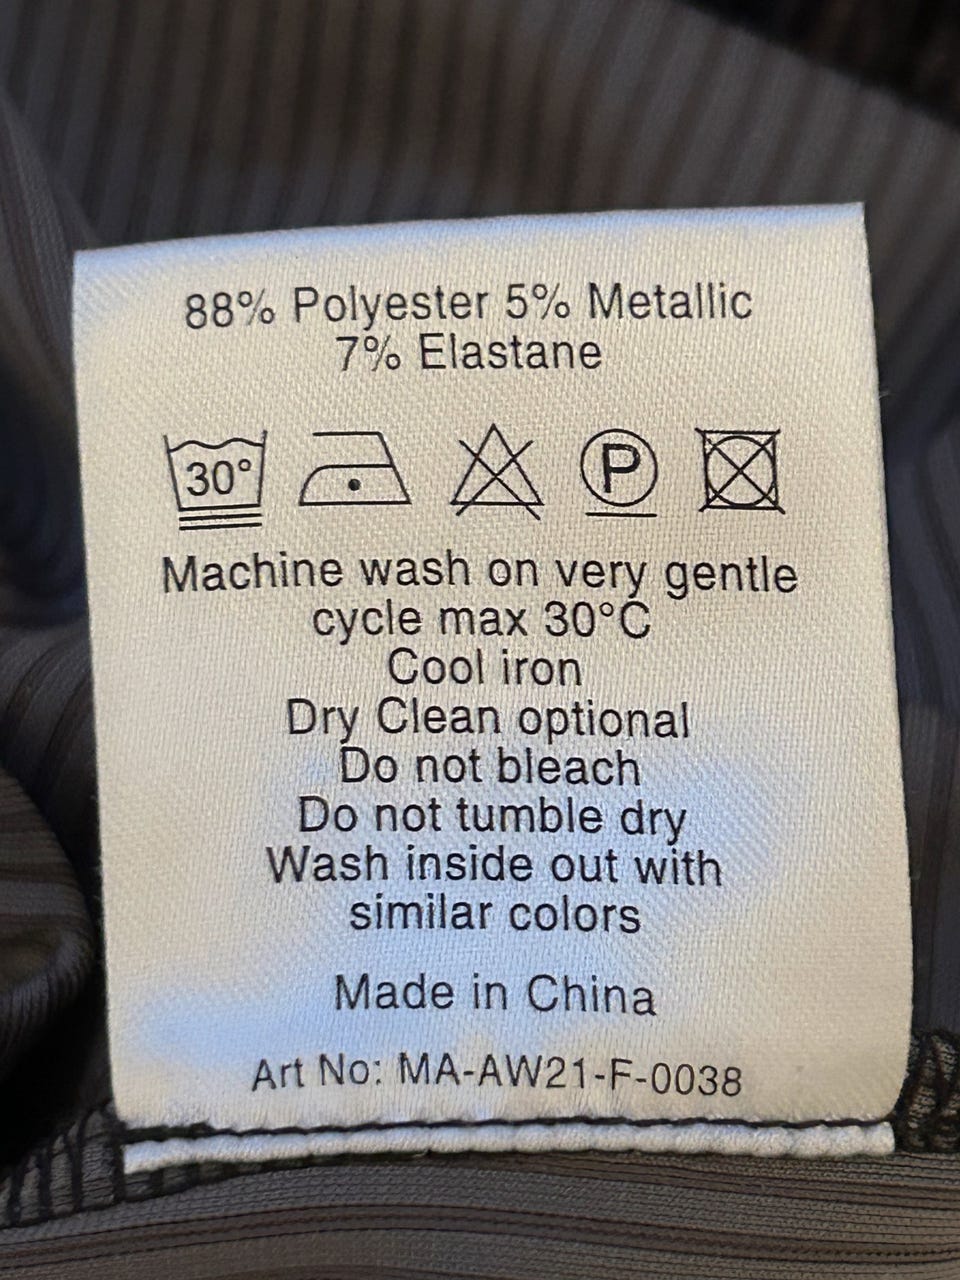 88% Polyester 5% Metallic
7% Elastane
30°
P
Machine wash on very gentle
cycle max 30°C
Cool iron
Dry Clean optional
Do not bleach
Do not tumble dry
Wash inside out with
similar colors
Made in China
Art No: MA-AW21-F-0038